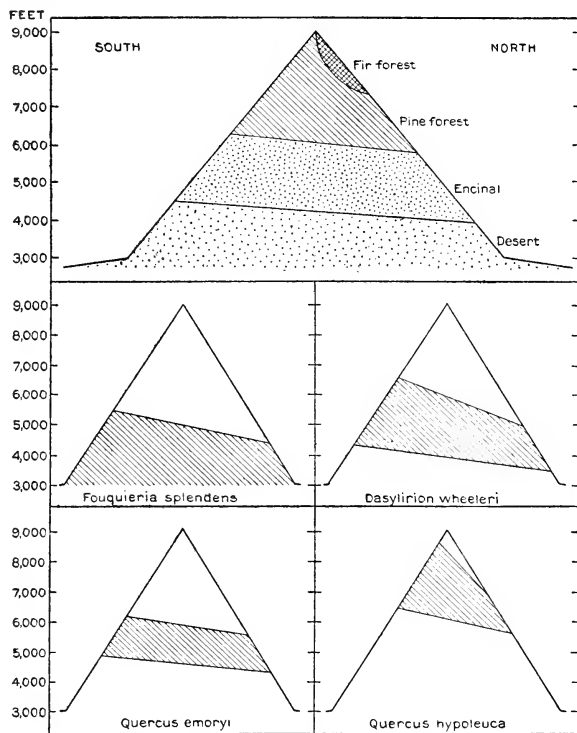 FEET
9,000
SOUTH
NORTH
Fir forest
8,000
7,000
Pine forest
6,000
5,000
Encinal
4,000
Desert
3,000
9,000
8,000
7,000
6,000
5,000
4,000
3,000
Fouquieria splendens
Dasylirion wheeleri
9,000
8,000
7,000
6,000
5,000
4,000
3,000
Quercus emoryi
Quercus hypoleuca